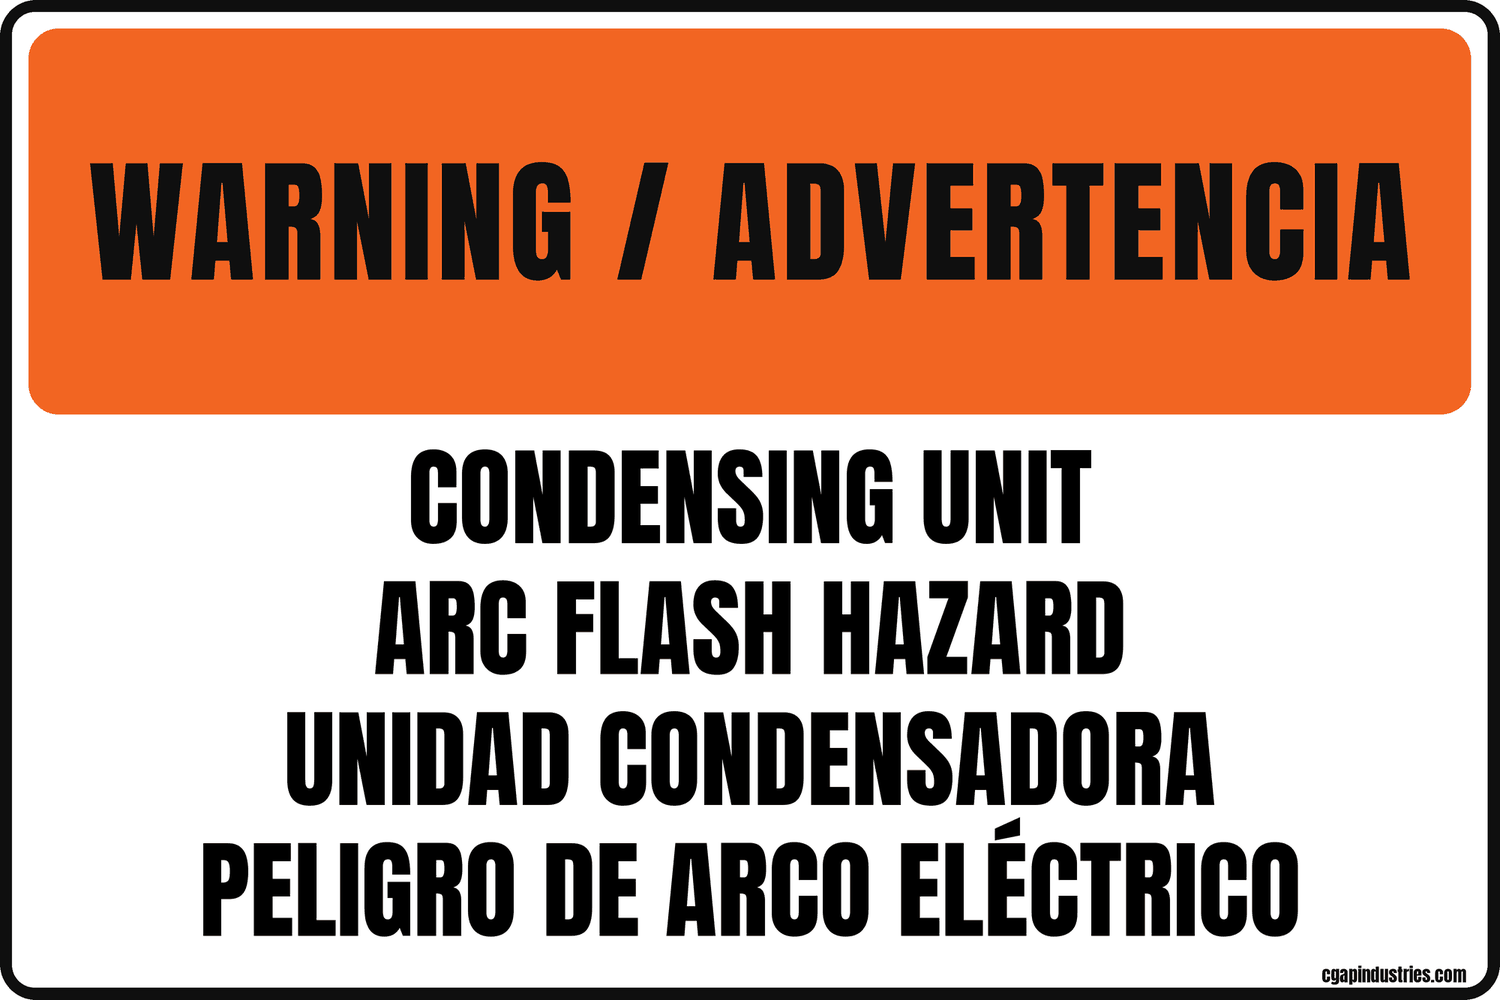 WARNING / ADVERTENCIA
CONDENSING UNIT
ARC FLASH HAZARD
UNIDAD CONDENSADORA
PELIGRO DE ARCO ELÉCTRICO
cgapindustries.com